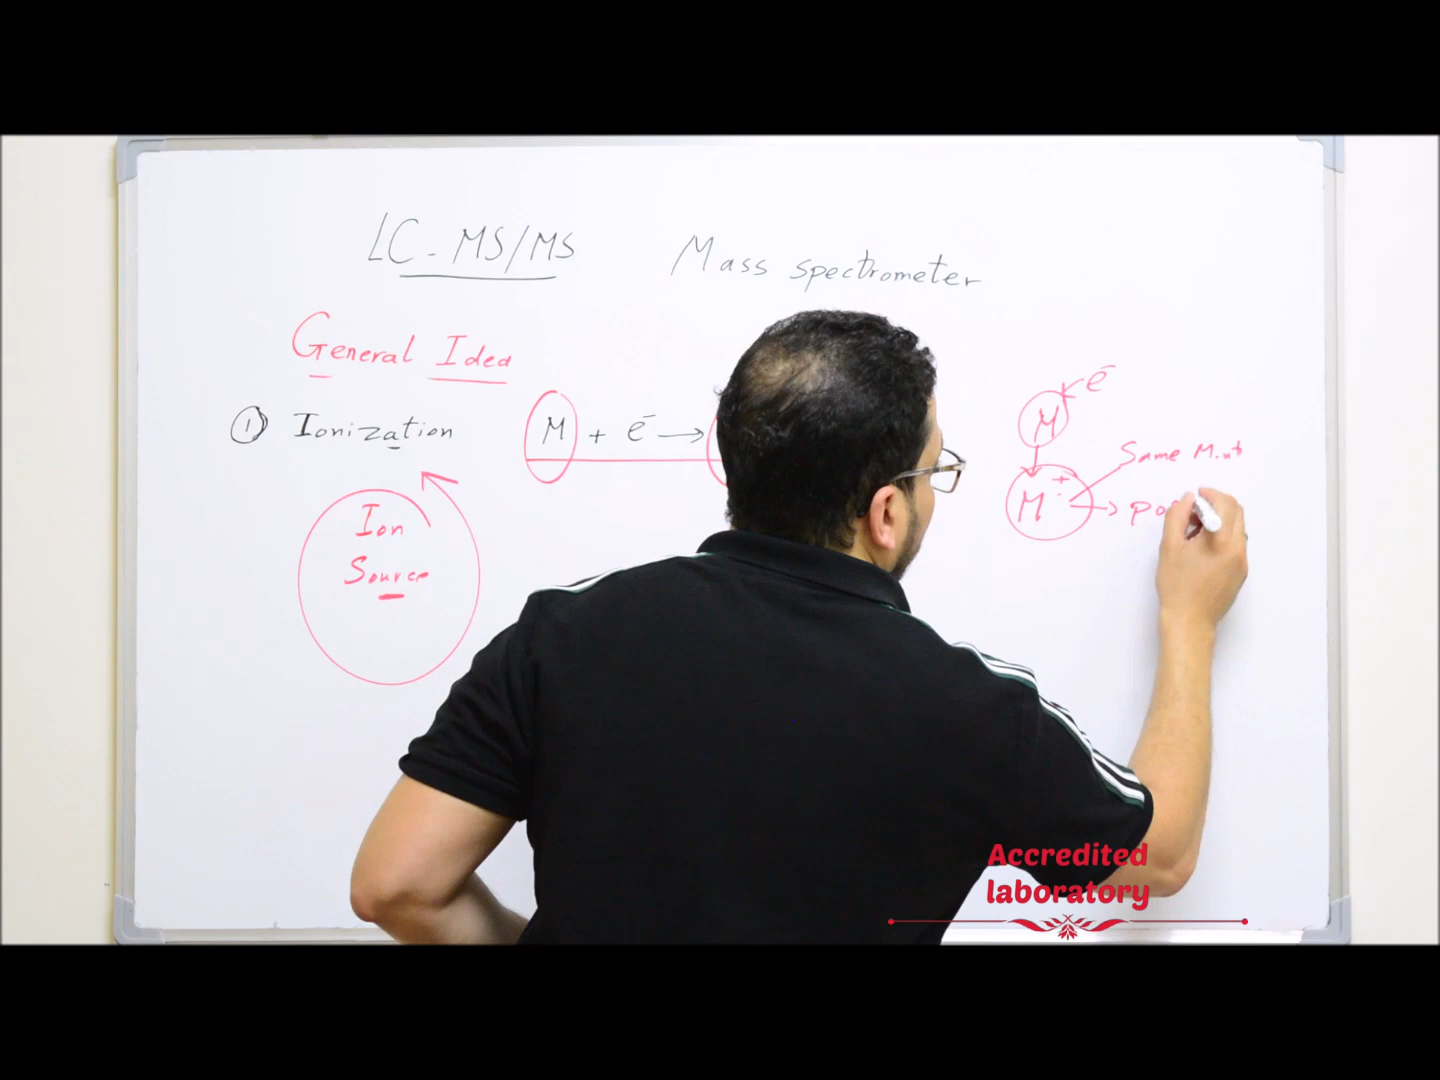 LC - MS/MS
Mass spectrometer
General Idea
① Ionization
M + e⁻ →
Ion
Source
e⁻
M
M⁺·
Same M.wt
Accredited
laboratory